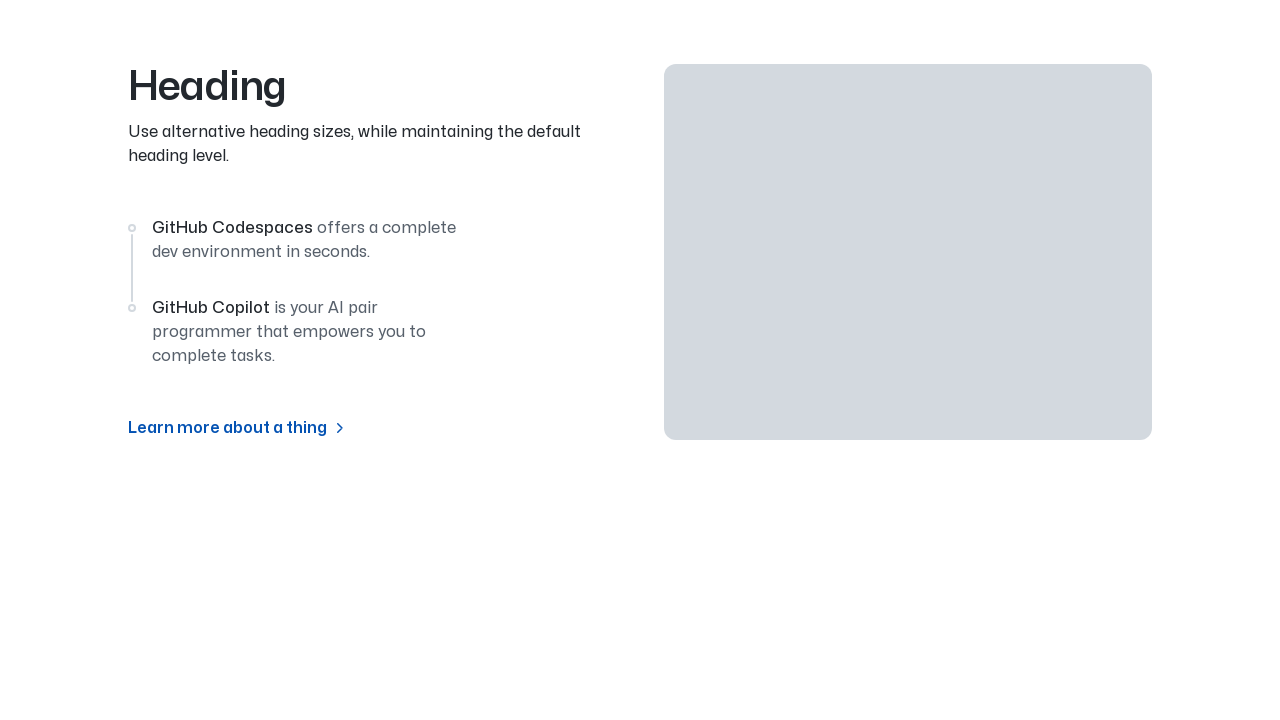 Heading
Use alternative heading sizes, while maintaining the default
heading level.
GitHub Codespaces offers a complete
dev environment in seconds.
GitHub Copilot is your AI pair
programmer that empowers you to
complete tasks.
Learn more about a thing